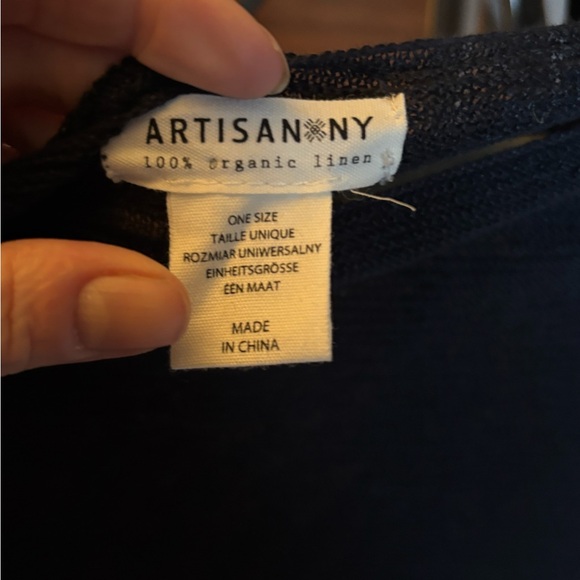 ARTISAN NY
100% organic linen
ONE SIZE
TAILLE UNIQUE
ROZMIAR UNIWERSALNY
EINHEITSGRÖSSE
ÉÉN MAAT
MADE
IN CHINA